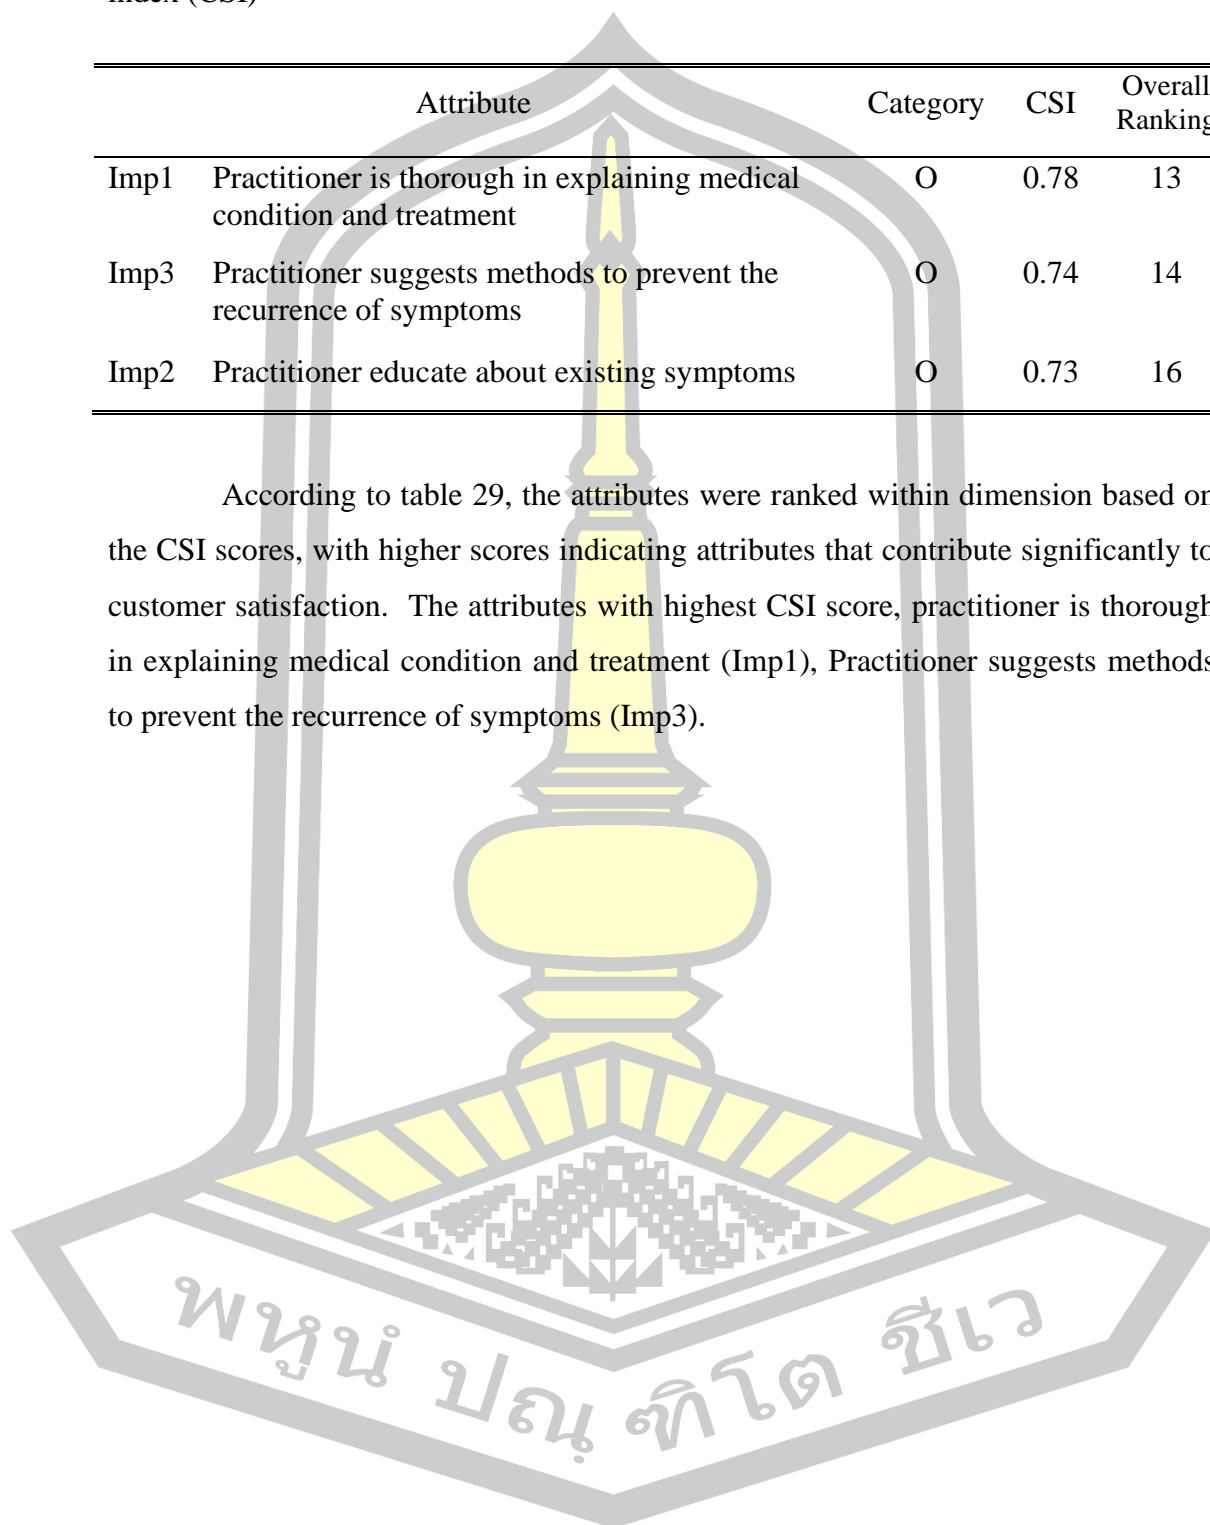 index (CSI)
Attribute Category CSI Overall Ranking
Imp1 Practitioner is thorough in explaining medical condition and treatment O 0.78 13
Imp3 Practitioner suggests methods to prevent the recurrence of symptoms O 0.74 14
Imp2 Practitioner educate about existing symptoms O 0.73 16
According to table 29, the attributes were ranked within dimension based on
the CSI scores, with higher scores indicating attributes that contribute significantly to
customer satisfaction. The attributes with highest CSI score, practitioner is thorough
in explaining medical condition and treatment (Imp1), Practitioner suggests methods
to prevent the recurrence of symptoms (Imp3).
พหูนํ ปณฺฑิโต ชีเว